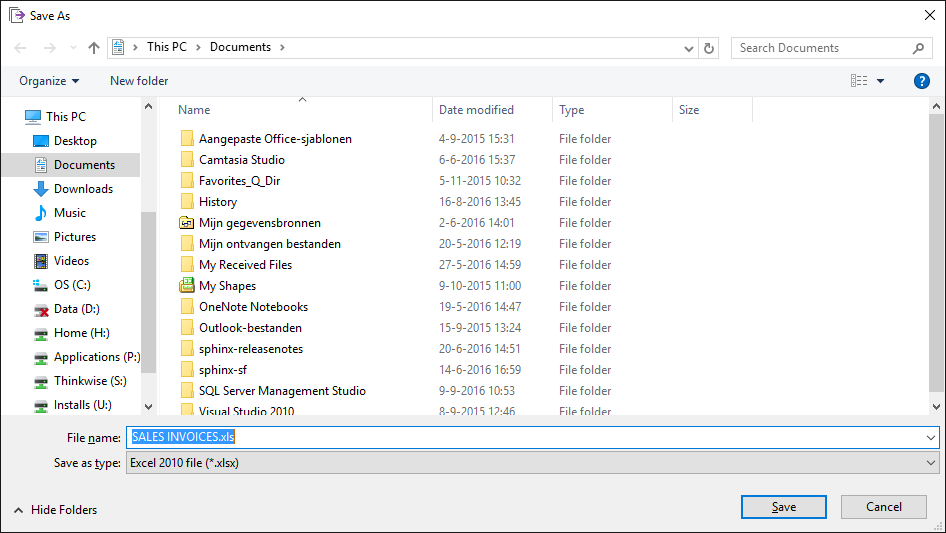 Save As
This PC Documents
Search Documents
Organize New folder
Name Date modified Type Size
This PC
Desktop
Documents
Downloads
Music
Pictures
Videos
OS (C:)
Data (D:)
Home (H:)
Applications (P:)
Thinkwise (S:)
Installs (U:)
Aangepaste Office-sjablonen 4-9-2015 15:31 File folder
Camtasia Studio 6-6-2016 15:37 File folder
Favorites_Q_Dir 5-11-2015 10:32 File folder
History 16-8-2016 13:45 File folder
Mijn gegevensbronnen 2-6-2016 14:01 File folder
Mijn ontvangen bestanden 20-5-2016 12:19 File folder
My Received Files 27-5-2016 14:59 File folder
My Shapes 9-10-2015 11:00 File folder
OneNote Notebooks 19-5-2016 14:47 File folder
Outlook-bestanden 15-9-2015 13:24 File folder
sphinx-releasenotes 20-6-2016 14:51 File folder
sphinx-sf 14-6-2016 16:59 File folder
SQL Server Management Studio 9-9-2016 10:53 File folder
Visual Studio 2010 8-9-2015 12:46 File folder
File name: SALES INVOICES.xls
Save as type: Excel 2010 file (*.xlsx)
Hide Folders
Save Cancel